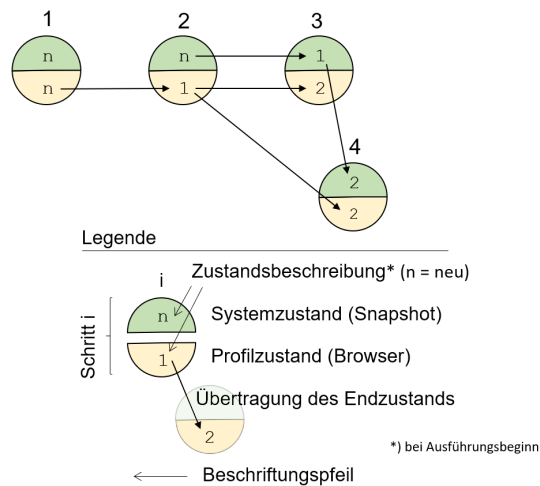 1
2
3
n
n
1
n
1
2
4
2
2
Legende
Zustandsbeschreibung* (n = neu)
i
n
Systemzustand (Snapshot)
Schritt i
1
Profilzustand (Browser)
Übertragung des Endzustands
2
*) bei Ausführungsbeginn
Beschriftungspfeil